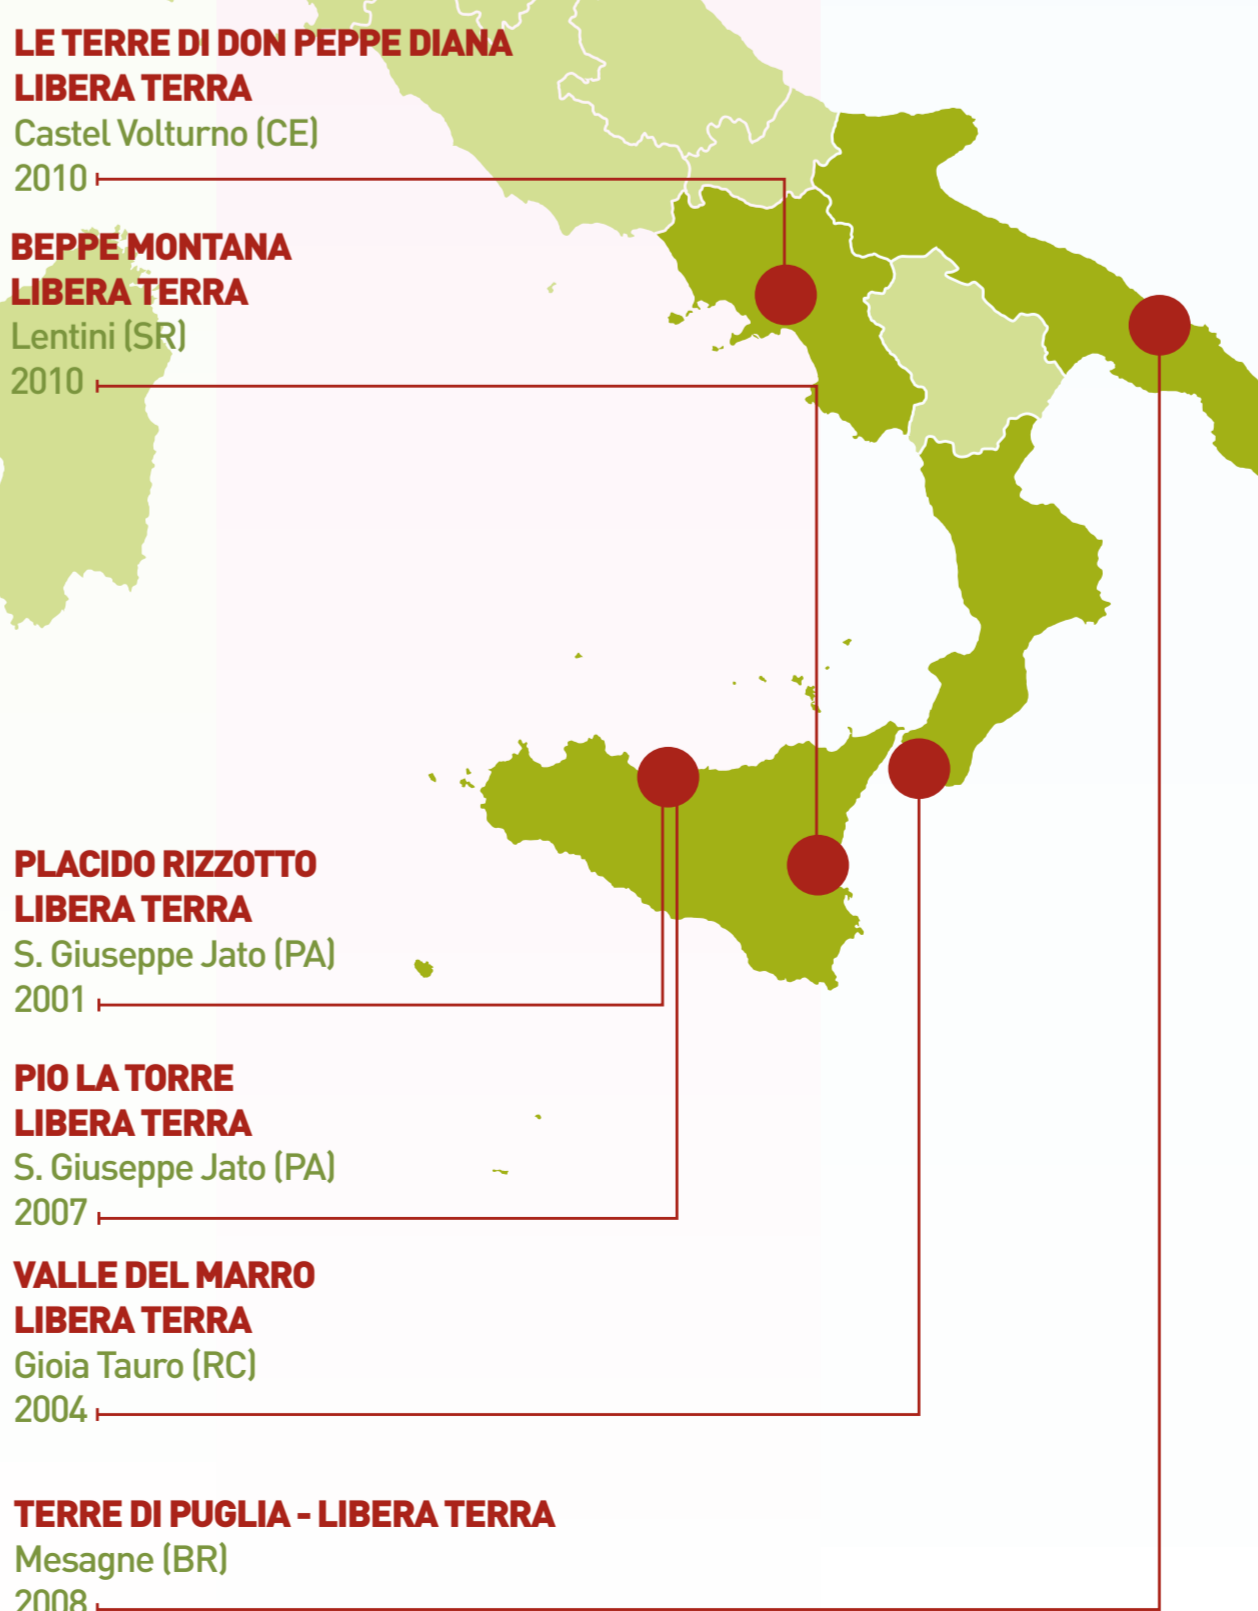 LE TERRE DI DON PEPPE DIANA
LIBERA TERRA
Castel Volturno (CE)
2010
BEPPE MONTANA
LIBERA TERRA
Lentini (SR)
2010
PLACIDO RIZZOTTO
LIBERA TERRA
S. Giuseppe Jato (PA)
2001
PIO LA TORRE
LIBERA TERRA
S. Giuseppe Jato (PA)
2007
VALLE DEL MARRO
LIBERA TERRA
Gioia Tauro (RC)
2004
TERRE DI PUGLIA - LIBERA TERRA
Mesagne (BR)
2008